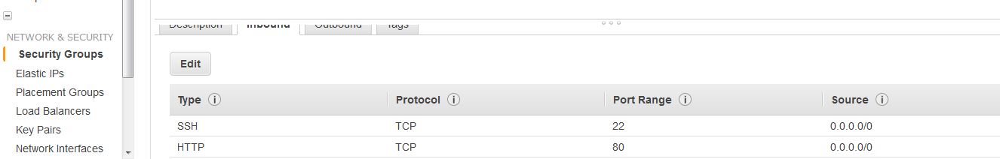 NETWORK & SECURITY
Security Groups
Elastic IPs
Placement Groups
Load Balancers
Key Pairs
Network Interfaces
Description Inbound Outbound Tags
Edit
Type Protocol Port Range Source
SSH TCP 22 0.0.0.0/0
HTTP TCP 80 0.0.0.0/0